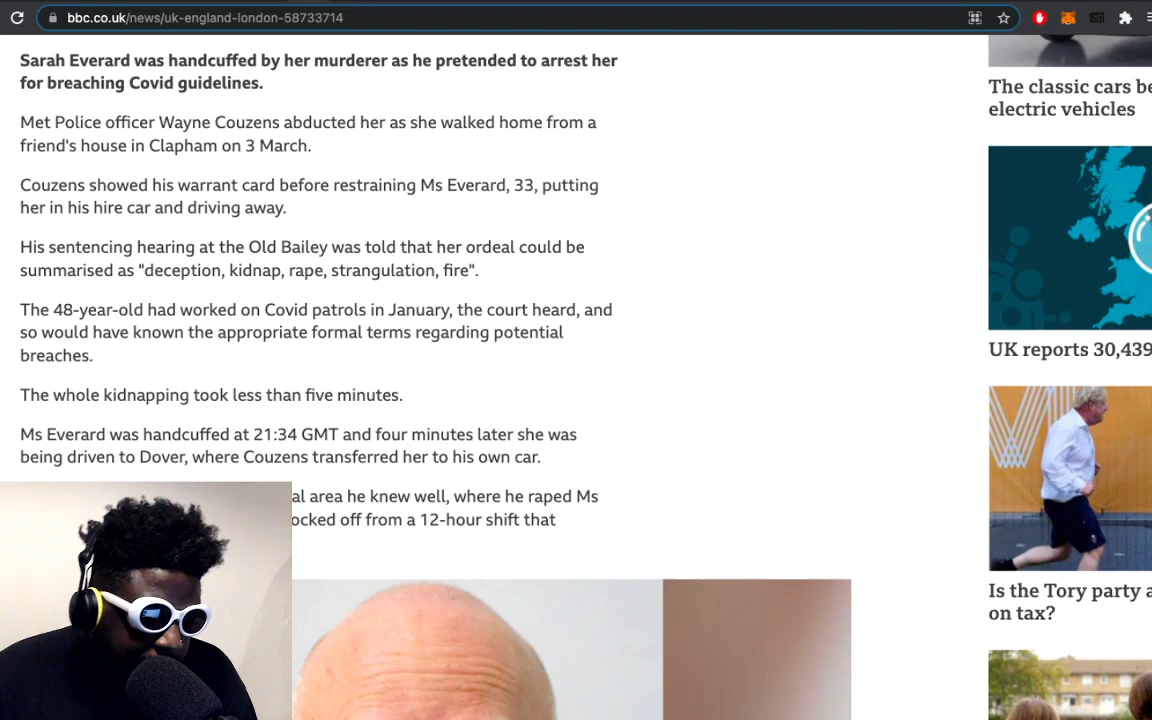 bbc.co.uk/news/uk-england-london-58733714
Sarah Everard was handcuffed by her murderer as he pretended to arrest her
for breaching Covid guidelines.
Met Police officer Wayne Couzens abducted her as she walked home from a
friend's house in Clapham on 3 March.
Couzens showed his warrant card before restraining Ms Everard, 33, putting
her in his hire car and driving away.
His sentencing hearing at the Old Bailey was told that her ordeal could be
summarised as "deception, kidnap, rape, strangulation, fire".
The 48-year-old had worked on Covid patrols in January, the court heard, and
so would have known the appropriate formal terms regarding potential
breaches.
The whole kidnapping took less than five minutes.
Ms Everard was handcuffed at 21:34 GMT and four minutes later she was
being driven to Dover, where Couzens transferred her to his own car.
al area he knew well, where he raped Ms
ocked off from a 12-hour shift that
The classic cars be
electric vehicles
UK reports 30,439
Is the Tory party a
on tax?